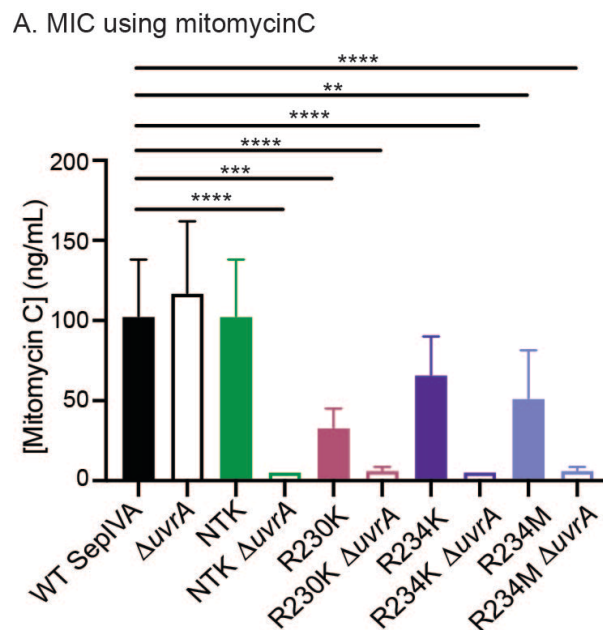 A. MIC using mitomycinC
****
**
****
****
***
****
[Mitomycin C] (ng/mL)
200
150
100
50
0
WT SepIVA
ΔuvrA
NTK
NTK ΔuvrA
R230K
R230K ΔuvrA
R234K
R234K ΔuvrA
R234M
R234M ΔuvrA